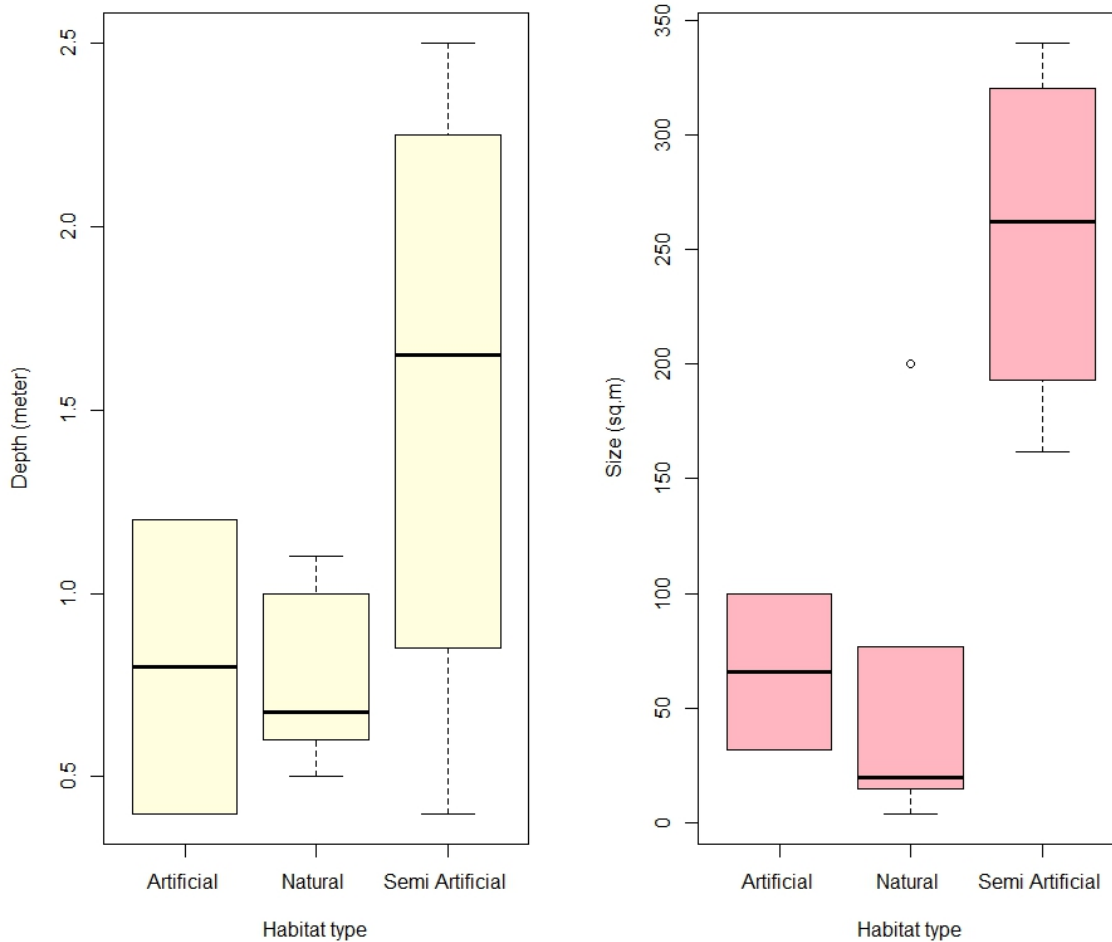 Depth (meter)
2.5
2.0
1.5
1.0
0.5
Artificial Natural Semi Artificial
Habitat type
Size (sq.m)
350
300
250
200
150
100
50
0
Artificial Natural Semi Artificial
Habitat type